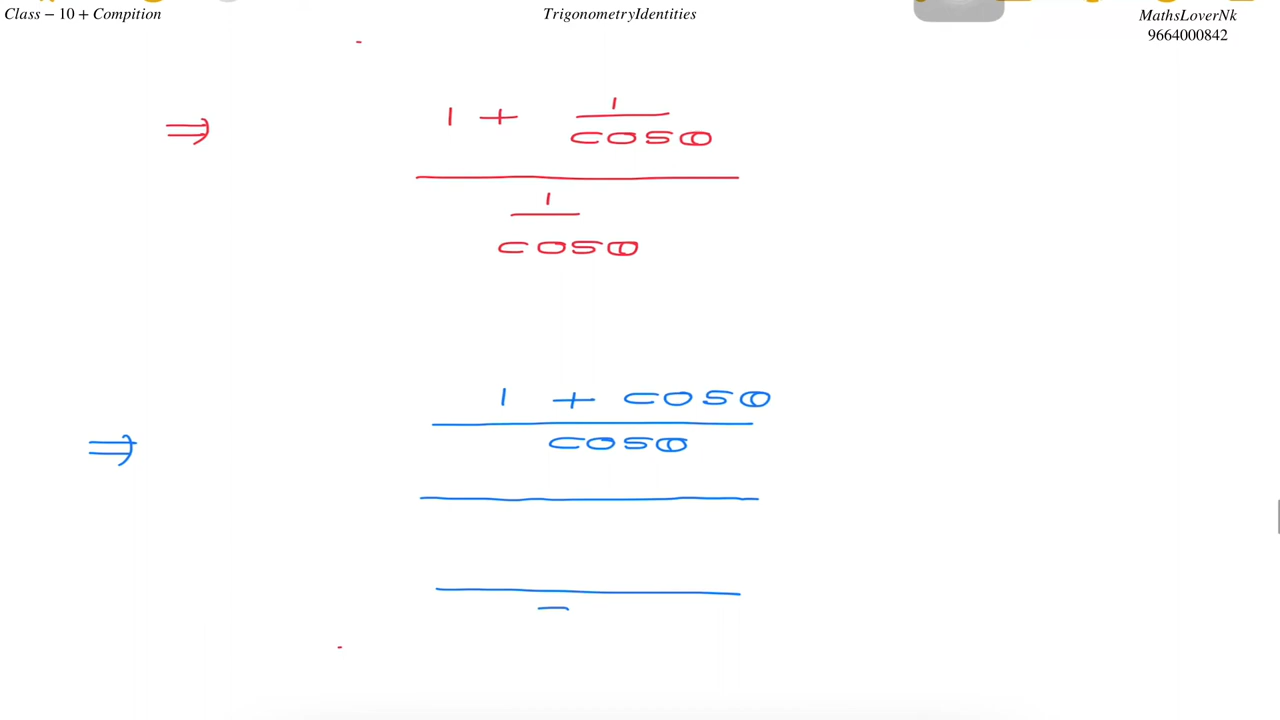 Class – 10 + Compition
TrigonometryIdentities
MathsLoverNk
9664000842
⇒ 1 + 1
cosθ
1
cosθ
⇒ 1 + cosθ
cosθ